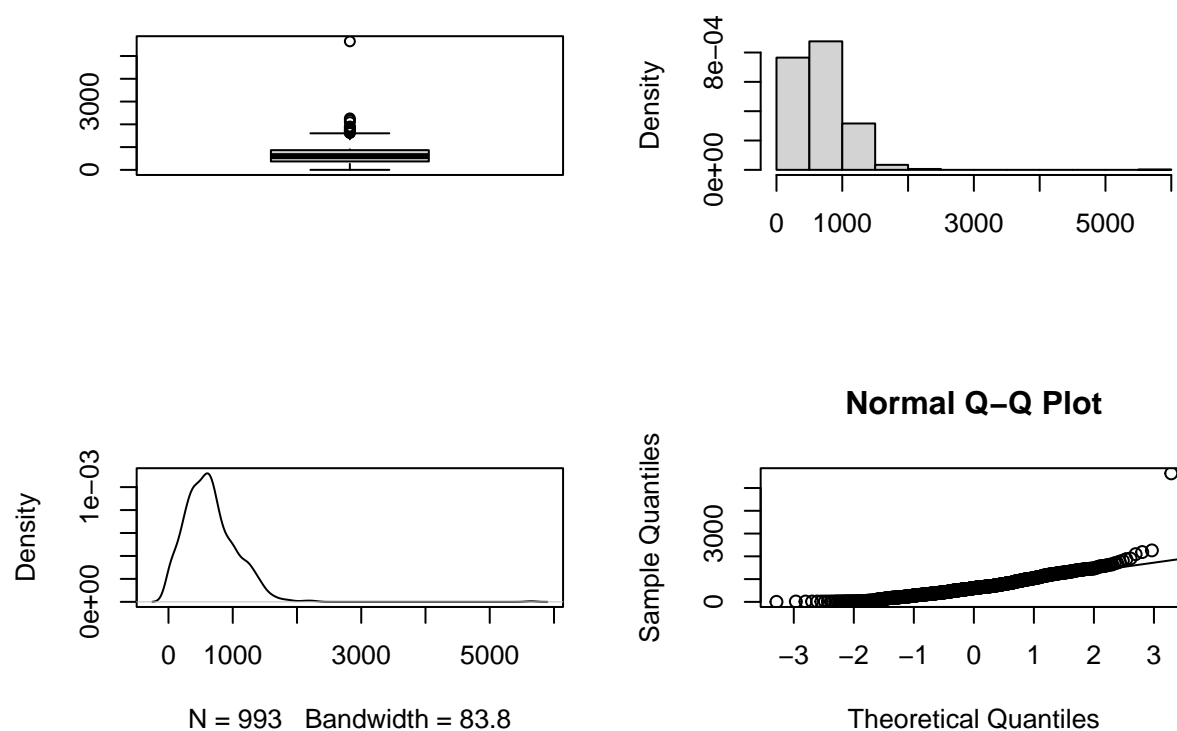 0
3000
Density
0e+00
8e−04
0
1000
3000
5000
Density
0e+00
1e−03
0
1000
3000
5000
N = 993   Bandwidth = 83.8
Normal Q−Q Plot
Sample Quantiles
0
3000
−3
−2
−1
0
1
2
3
Theoretical Quantiles